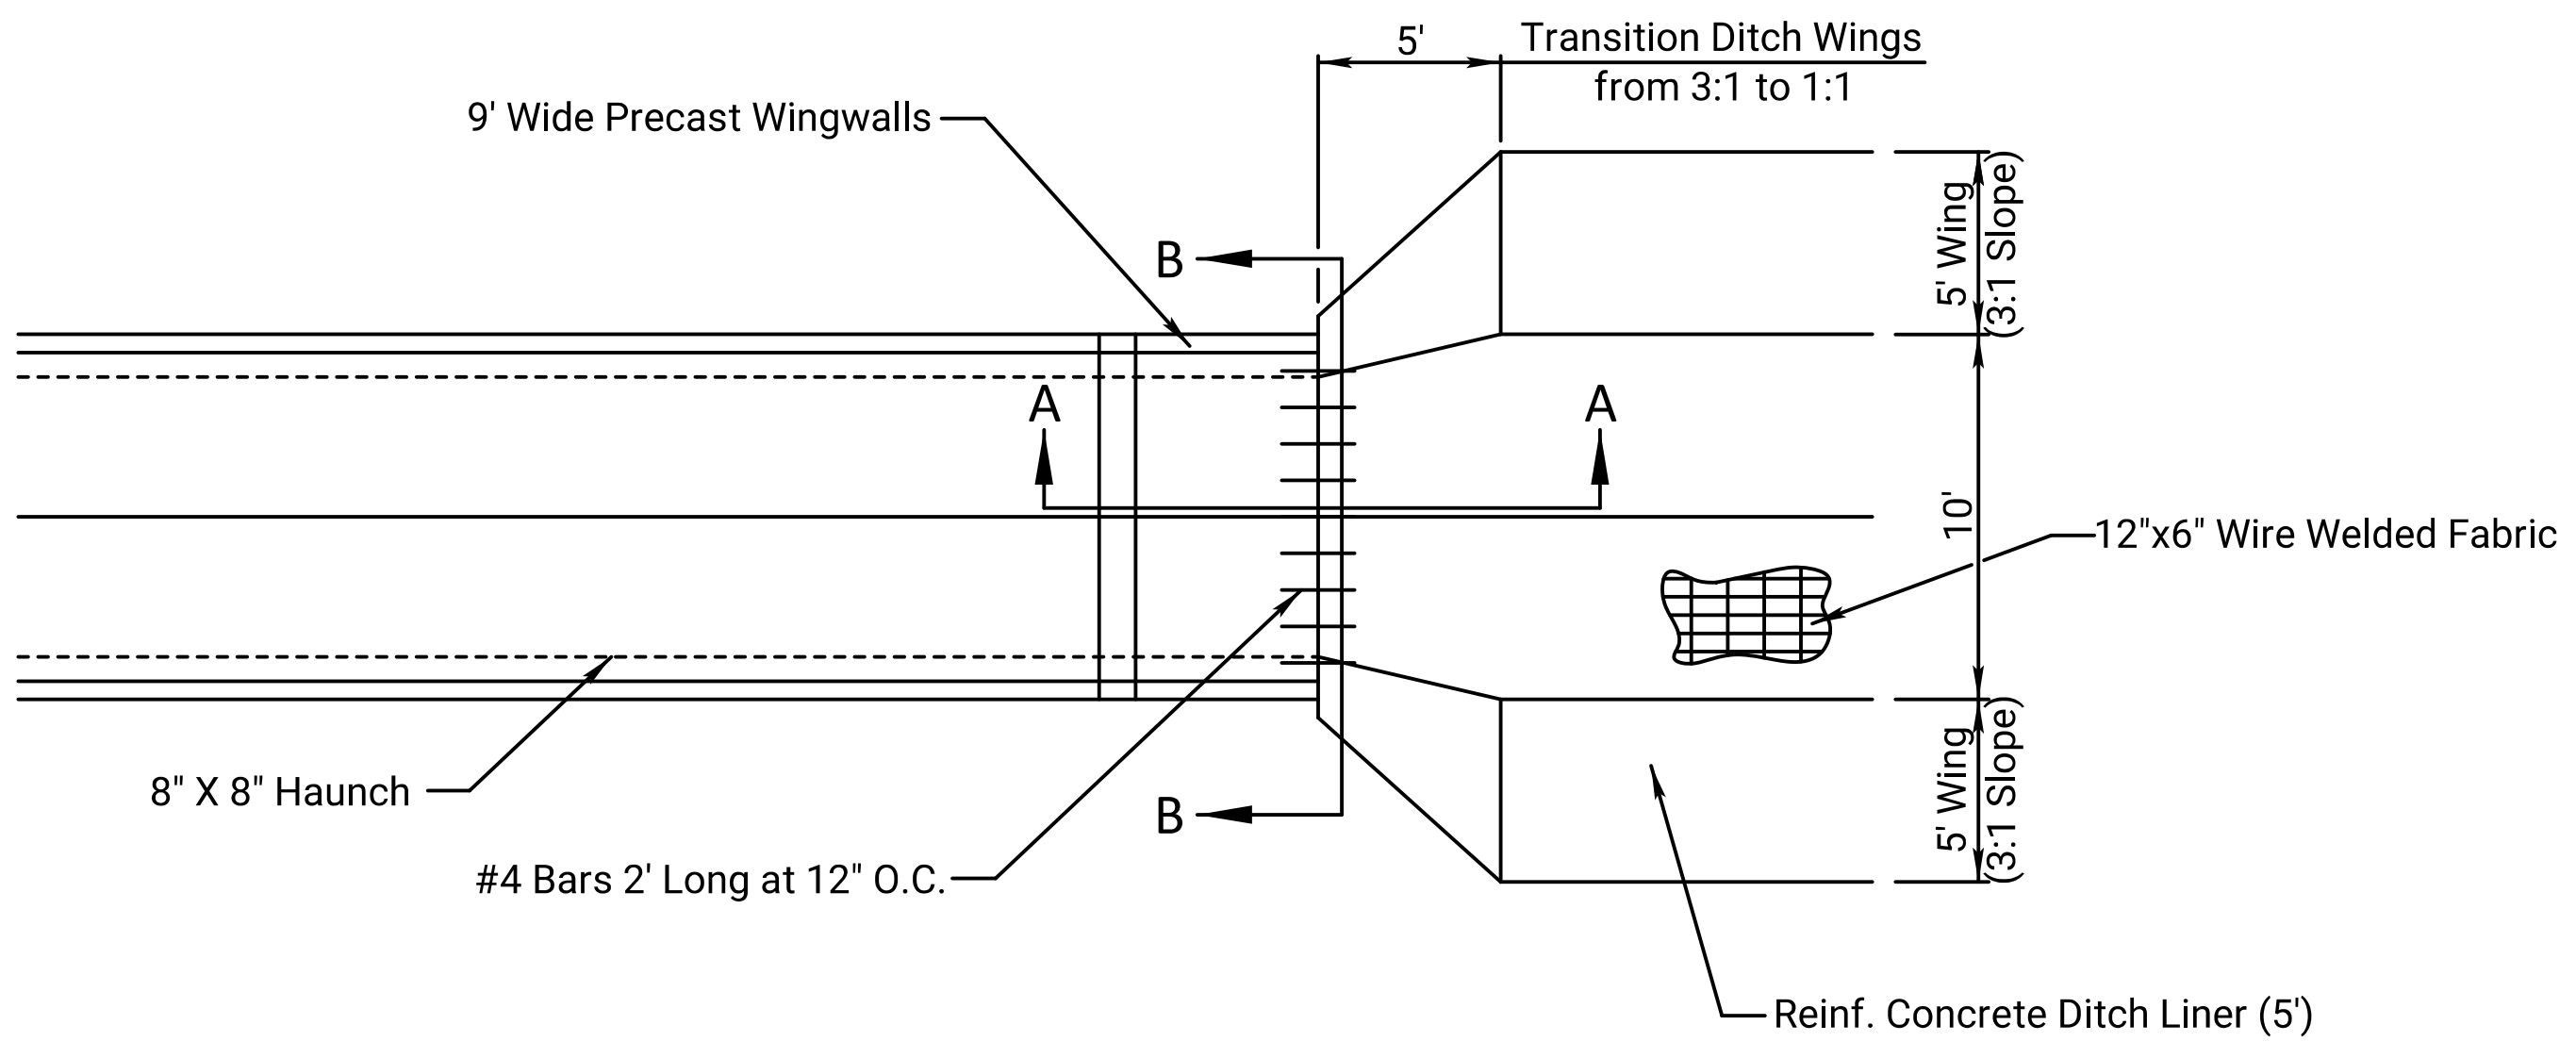 5'
Transition Ditch Wings
from 3:1 to 1:1
9' Wide Precast Wingwalls
B
5' Wing
(3:1 Slope)
A
A
10'
12"x6" Wire Welded Fabric
8" X 8" Haunch
B
5' Wing
(3:1 Slope)
#4 Bars 2' Long at 12" O.C.
Reinf. Concrete Ditch Liner (5')